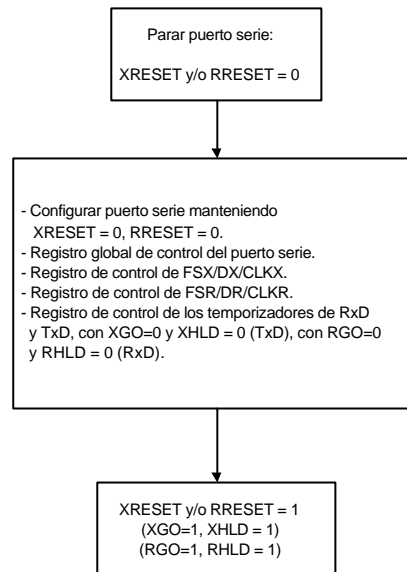 Parar puerto serie:
XRESET y/o RRESET = 0
- Configurar puerto serie manteniendo
XRESET = 0, RRESET = 0.
- Registro global de control del puerto serie.
- Registro de control de FSX/DX/CLKX.
- Registro de control de FSR/DR/CLKR.
- Registro de control de los temporizadores de RxD
y TxD, con XGO=0 y XHLD = 0 (TxD), con RGO=0
y RHLD = 0 (RxD).
XRESET y/o RRESET = 1
(XGO=1, XHLD = 1)
(RGO=1, RHLD = 1)